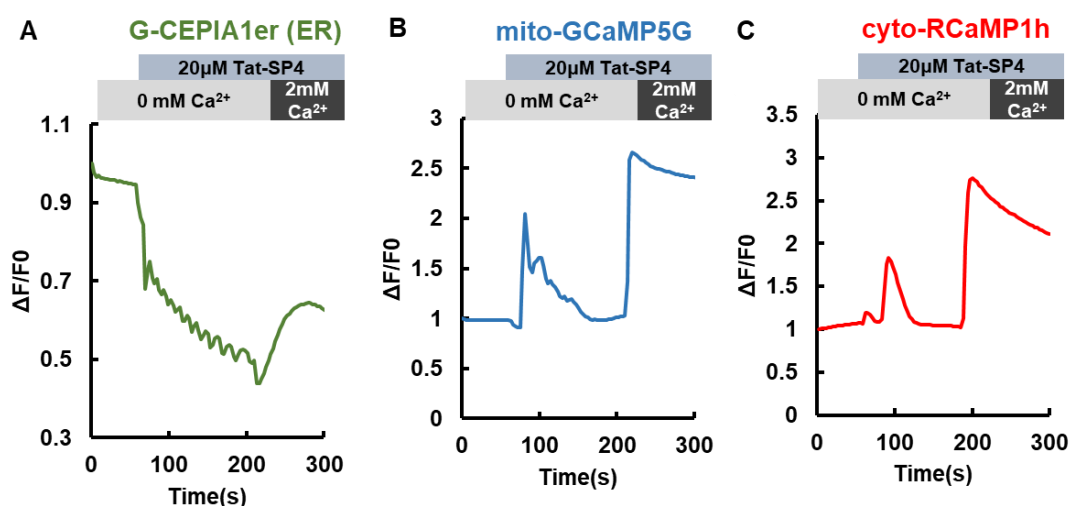 A
G-CEPIA1er (ER)
20μM Tat-SP4
0 mM Ca²⁺
2mM
Ca²⁺
1.1
0.9
0.7
0.5
0.3
ΔF/F0
0
100
200
300
Time(s)
B
mito-GCaMP5G
20μM Tat-SP4
0 mM Ca²⁺
2mM
Ca²⁺
3
2.5
2
1.5
1
0.5
0
ΔF/F0
0
100
200
300
Time(s)
C
cyto-RCaMP1h
20μM Tat-SP4
0 mM Ca²⁺
2mM
Ca²⁺
3.5
3
2.5
2
1.5
1
0.5
0
ΔF/F0
0
100
200
300
Time(s)